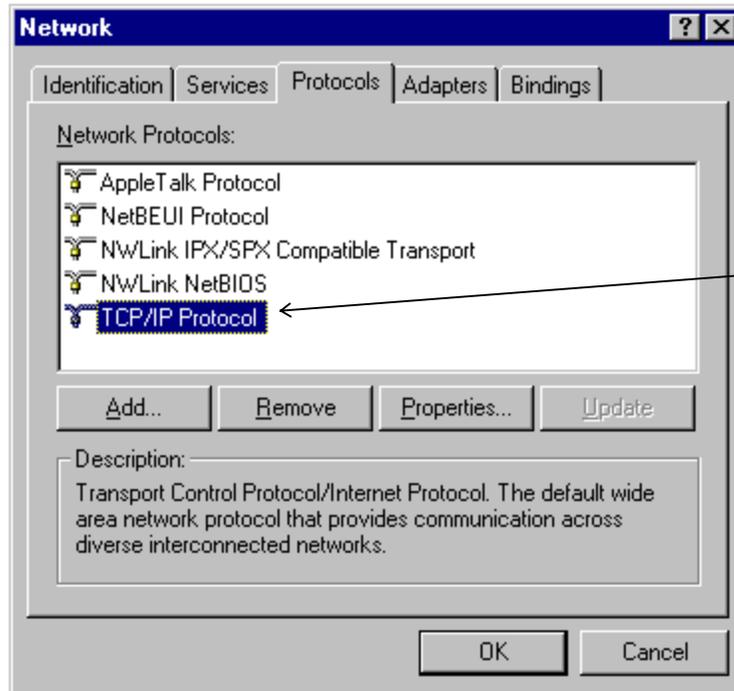 Network
Identification Services Protocols Adapters Bindings
Network Protocols:
AppleTalk Protocol
NetBEUI Protocol
NWLink IPX/SPX Compatible Transport
NWLink NetBIOS
TCP/IP Protocol
Add... Remove Properties... Update
Description:
Transport Control Protocol/Internet Protocol. The default wide
area network protocol that provides communication across
diverse interconnected networks.
OK Cancel